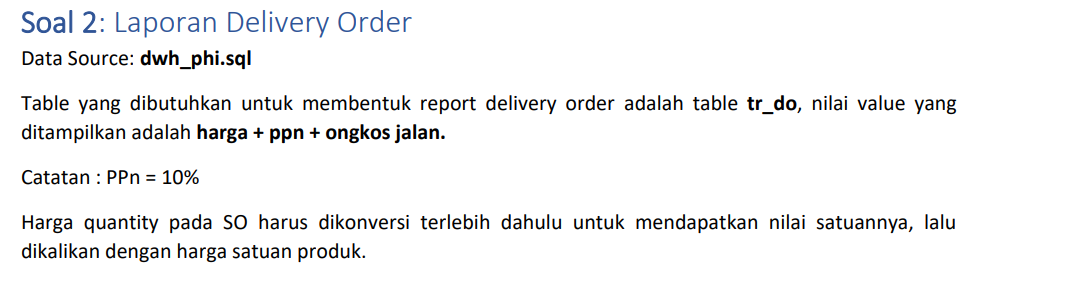 Soal 2: Laporan Delivery Order
Data Source: dwh_phi.sql
Table yang dibutuhkan untuk membentuk report delivery order adalah table tr_do, nilai value yang
ditampilkan adalah harga + ppn + ongkos jalan.
Catatan : PPn = 10%
Harga quantity pada SO harus dikonversi terlebih dahulu untuk mendapatkan nilai satuannya, lalu
dikalikan dengan harga satuan produk.